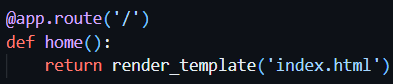 @app.route('/')
def home():
    return render_template('index.html')